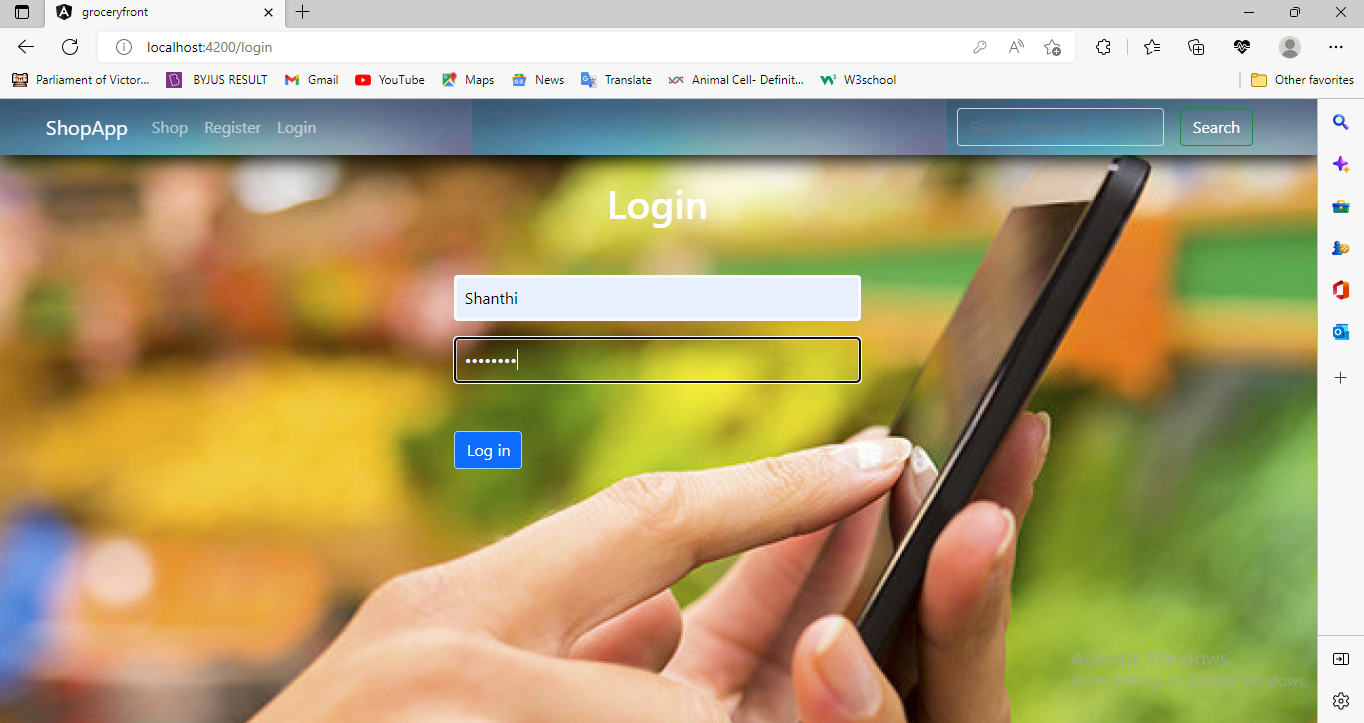 groceryfront
localhost:4200/login
Parliament of Victor... BYJUS RESULT Gmail YouTube Maps News Translate Animal Cell- Definit... W3school Other favorites
ShopApp Shop Register Login Search Search
Login
Shanthi
••••••••
Log in
Activate Windows
Go to Settings to activate Windows.